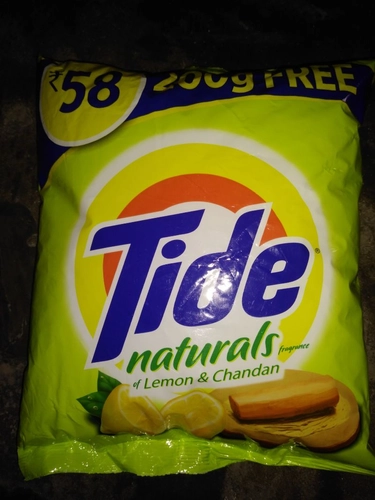 ₹58 200g FREE
Tide
naturals fragrance
of Lemon & Chandan